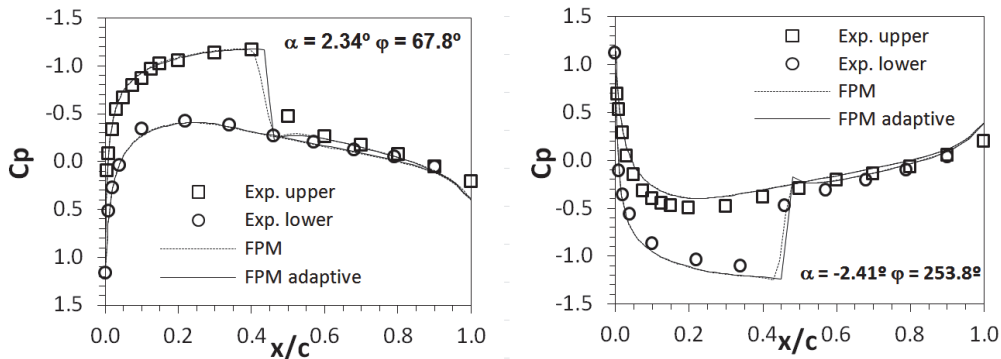 -1.5
-1.0
-0.5
0.0
0.5
1.0
1.5
Cp
α = 2.34º φ = 67.8º
Exp. upper
Exp. lower
FPM
FPM adaptive
0.0 0.2 0.4 0.6 0.8 1.0
x/c
1.5
1.0
0.5
0.0
-0.5
-1.0
-1.5
Cp
Exp. upper
Exp. lower
FPM
FPM adaptive
α = -2.41º φ = 253.8º
0.0 0.2 0.4 0.6 0.8 1.0
x/c